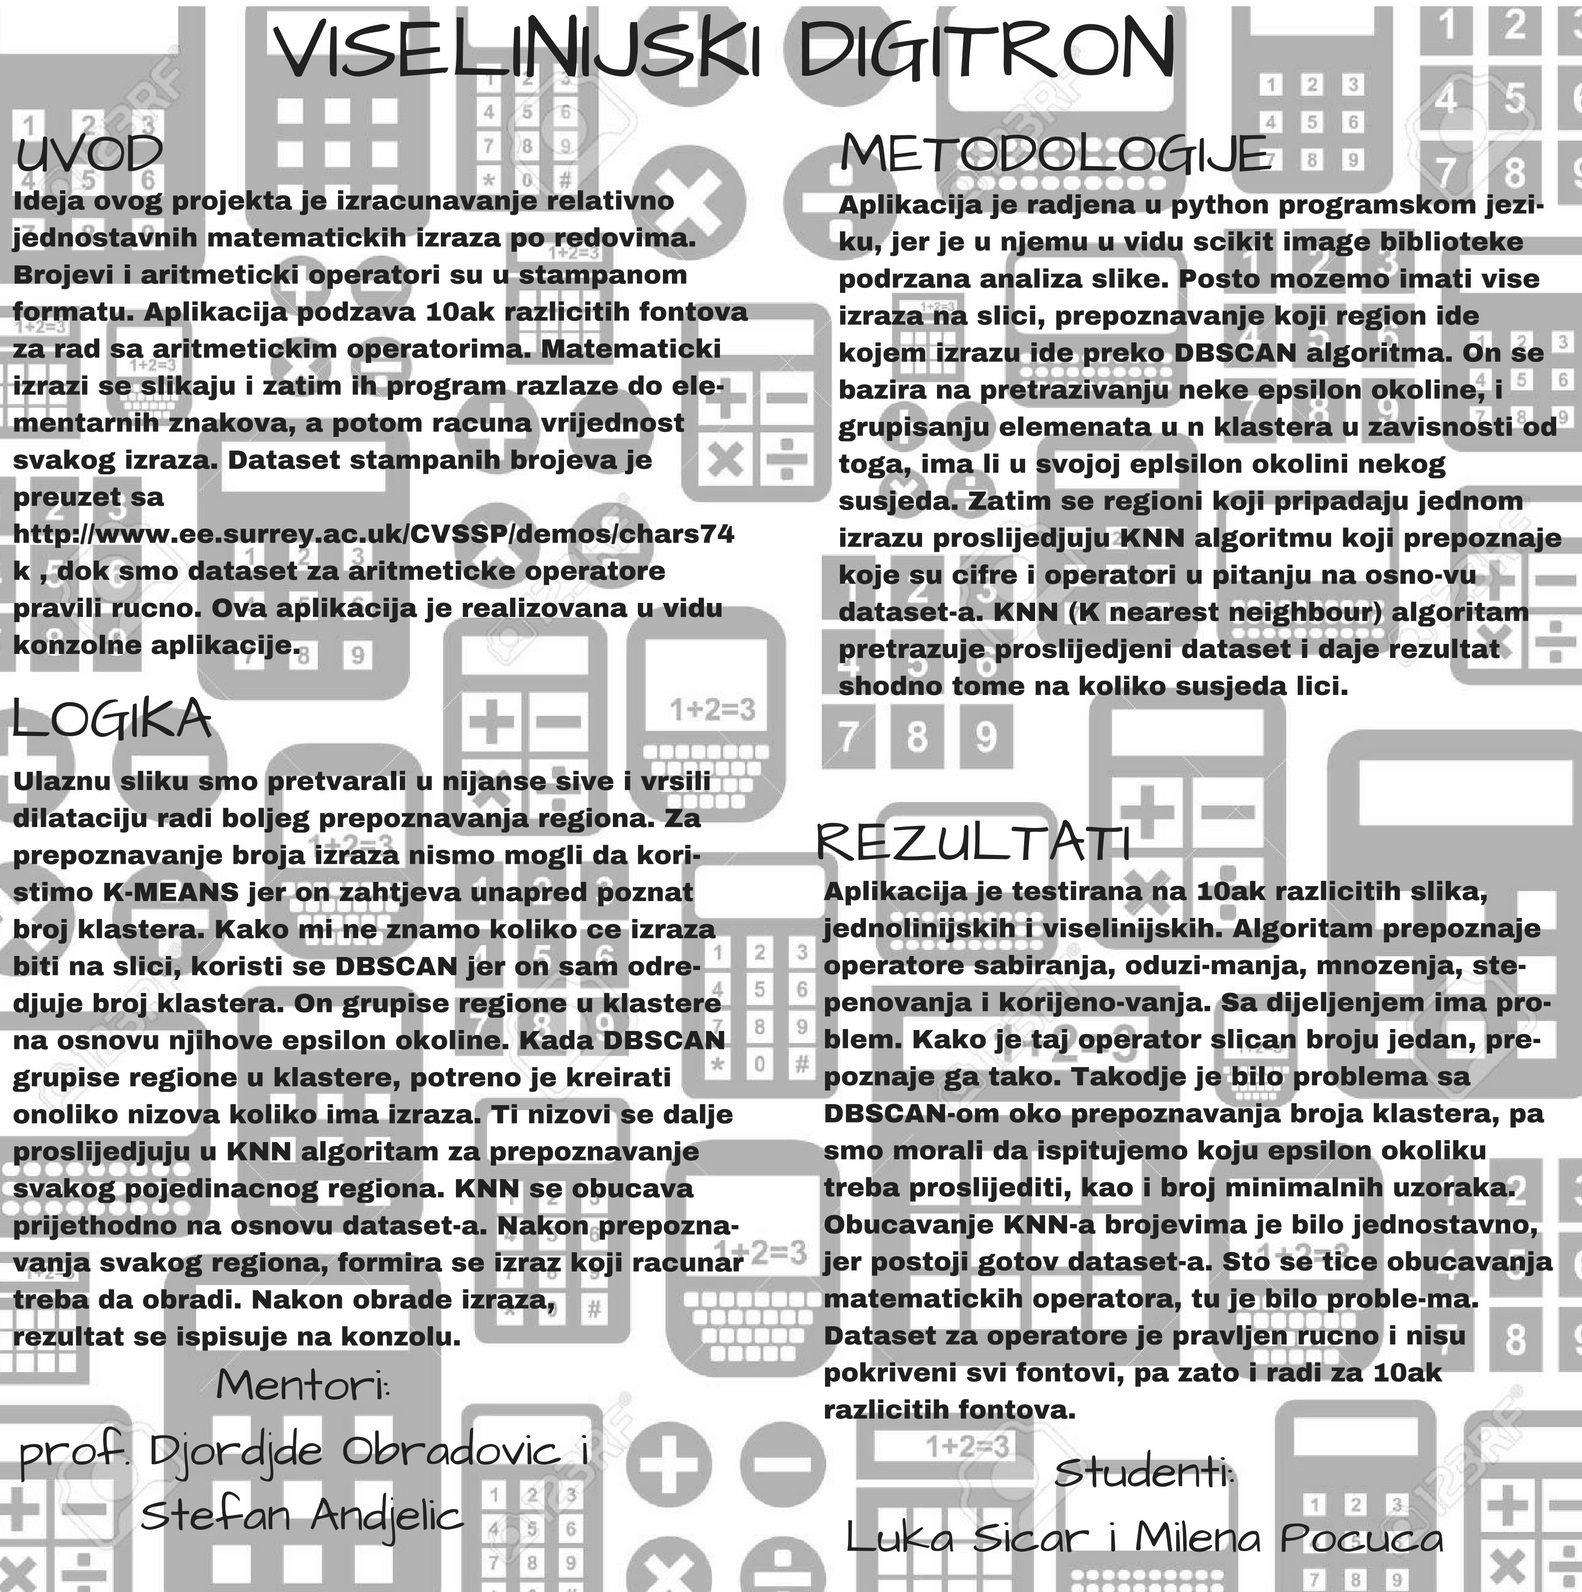 VISELINIJSKI DIGITRON
UVOD
Ideja ovog projekta je izracunavanje relativno
jednostavnih matematickih izraza po redovima.
Brojevi i aritmeticki operatori su u stampanom
formatu. Aplikacija podzava 10ak razlicitih fontova
za rad sa aritmetickim operatorima. Matematicki
izrazi se slikaju i zatim ih program razlaze do ele-
mentarnih znakova, a potom racuna vrijednost
svakog izraza. Dataset stampanih brojeva je
preuzet sa
http://www.ee.surrey.ac.uk/CVSSP/demos/chars74
k , dok smo dataset za aritmeticke operatore
pravili rucno. Ova aplikacija je realizovana u vidu
konzolne aplikacije.
LOGIKA
Ulaznu sliku smo pretvarali u nijanse sive i vrsili
dilataciju radi boljeg prepoznavanja regiona. Za
prepoznavanje broja izraza nismo mogli da kori-
stimo K-MEANS jer on zahtjeva unapred poznat
broj klastera. Kako mi ne znamo koliko ce izraza
biti na slici, koristi se DBSCAN jer on sam odre-
djuje broj klastera. On grupise regione u klastere
na osnovu njihove epsilon okoline. Kada DBSCAN
grupise regione u klastere, potreno je kreirati
onoliko nizova koliko ima izraza. Ti nizovi se dalje
proslijedjuju u KNN algoritam za prepoznavanje
svakog pojedinacnog regiona. KNN se obucava
prijethodno na osnovu dataset-a. Nakon prepozna-
vanja svakog regiona, formira se izraz koji racunar
treba da obradi. Nakon obrade izraza,
rezultat se ispisuje na konzolu.
Mentori:
prof. Djordjde Obradovic i
Stefan Andjelic
METODOLOGIJE
Aplikacija je radjena u python programskom jezi-
ku, jer je u njemu u vidu scikit image biblioteke
podrzana analiza slike. Posto mozemo imati vise
izraza na slici, prepoznavanje koji region ide
kojem izrazu ide preko DBSCAN algoritma. On se
bazira na pretrazivanju neke epsilon okoline, i
grupisanju elemenata u n klastera u zavisnosti od
toga, ima li u svojoj eplsilon okolini nekog
susjeda. Zatim se regioni koji pripadaju jednom
izrazu proslijedjuju KNN algoritmu koji prepoznaje
koje su cifre i operatori u pitanju na osno-vu
dataset-a. KNN (K nearest neighbour) algoritam
pretrazuje proslijedjeni dataset i daje rezultat
shodno tome na koliko susjeda lici.
REZULTATI
Aplikacija je testirana na 10ak razlicitih slika,
jednolinijskih i viselinijskih. Algoritam prepoznaje
operatore sabiranja, oduzi-manja, mnozenja, ste-
penovanja i korijeno-vanja. Sa dijeljenjem ima pro-
blem. Kako je taj operator slican broju jedan, pre-
poznaje ga tako. Takodje je bilo problema sa
DBSCAN-om oko prepoznavanja broja klastera, pa
smo morali da ispitujemo koju epsilon okoliku
treba proslijediti, kao i broj minimalnih uzoraka.
Obucavanje KNN-a brojevima je bilo jednostavno,
jer postoji gotov dataset-a. Sto se tice obucavanja
matematickih operatora, tu je bilo proble-ma.
Dataset za operatore je pravljen rucno i nisu
pokriveni svi fontovi, pa zato i radi za 10ak
razlicitih fontova.
Studenti:
Luka Sicar i Milena Pocuca